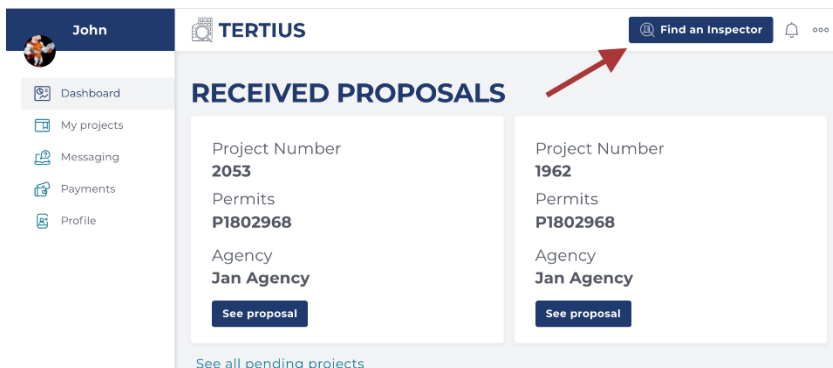 John
TERTIUS
Find an Inspector
Dashboard
My projects
Messaging
Payments
Profile
RECEIVED PROPOSALS
Project Number
2053
Permits
P1802968
Agency
Jan Agency
See proposal
Project Number
1962
Permits
P1802968
Agency
Jan Agency
See proposal
See all pending projects